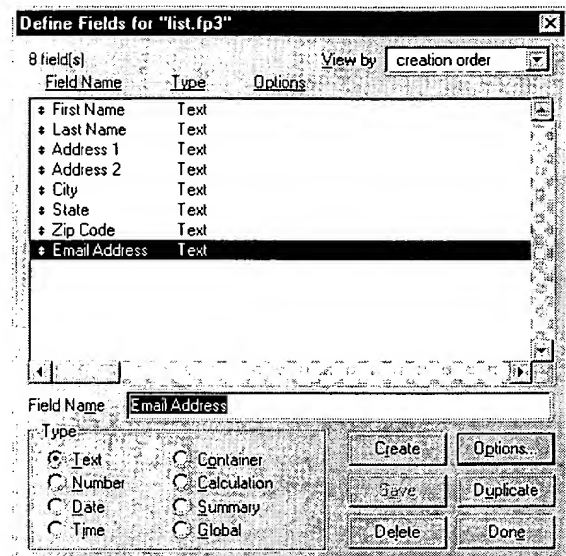 Define Fields for "list.fp3"
8 field(s) View by creation order
Field Name Type Options
First Name Text
Last Name Text
Address 1 Text
Address 2 Text
City Text
State Text
Zip Code Text
Email Address Text
Field Name Email Address
Type
Text Container Create Options...
Number Calculation Save Duplicate
Date Summary
Time Global Delete Done